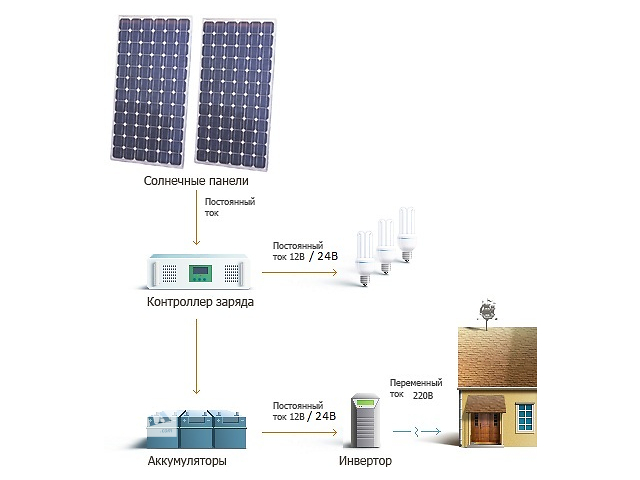 Солнечные панели
Постоянный
ток
Постоянный
ток 12В / 24В
Контроллер заряда
Постоянный
ток 12В / 24В
Переменный
ток 220В
Аккумуляторы
Инвертор